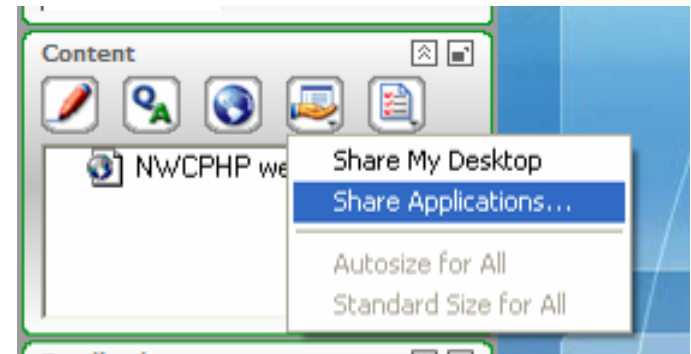 Content
NWCPHP we
Share My Desktop
Share Applications...
Autosize for All
Standard Size for All